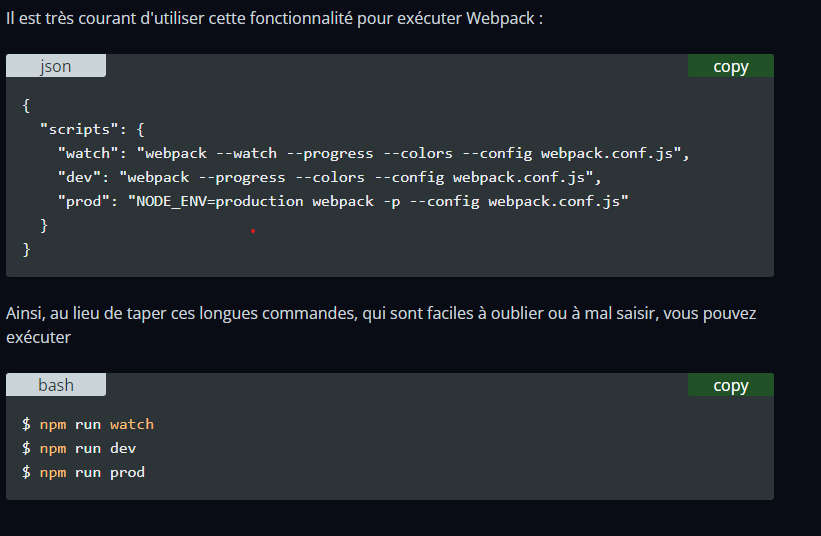 Il est très courant d'utiliser cette fonctionnalité pour exécuter Webpack :
json
copy
{
  "scripts": {
    "watch": "webpack --watch --progress --colors --config webpack.conf.js",
    "dev": "webpack --progress --colors --config webpack.conf.js",
    "prod": "NODE_ENV=production webpack -p --config webpack.conf.js"
  }
}
Ainsi, au lieu de taper ces longues commandes, qui sont faciles à oublier ou à mal saisir, vous pouvez
exécuter
bash
copy
$ npm run watch
$ npm run dev
$ npm run prod